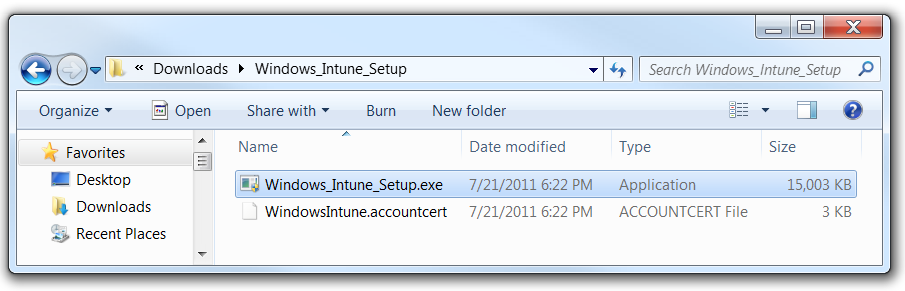 « Downloads Windows_Intune_Setup Search Windows_Intune_Setup
Organize Open Share with Burn New folder
Favorites Name Date modified Type Size
Desktop Windows_Intune_Setup.exe 7/21/2011 6:22 PM Application 15,003 KB
Downloads WindowsIntune.accountcert 7/21/2011 6:22 PM ACCOUNTCERT File 3 KB
Recent Places